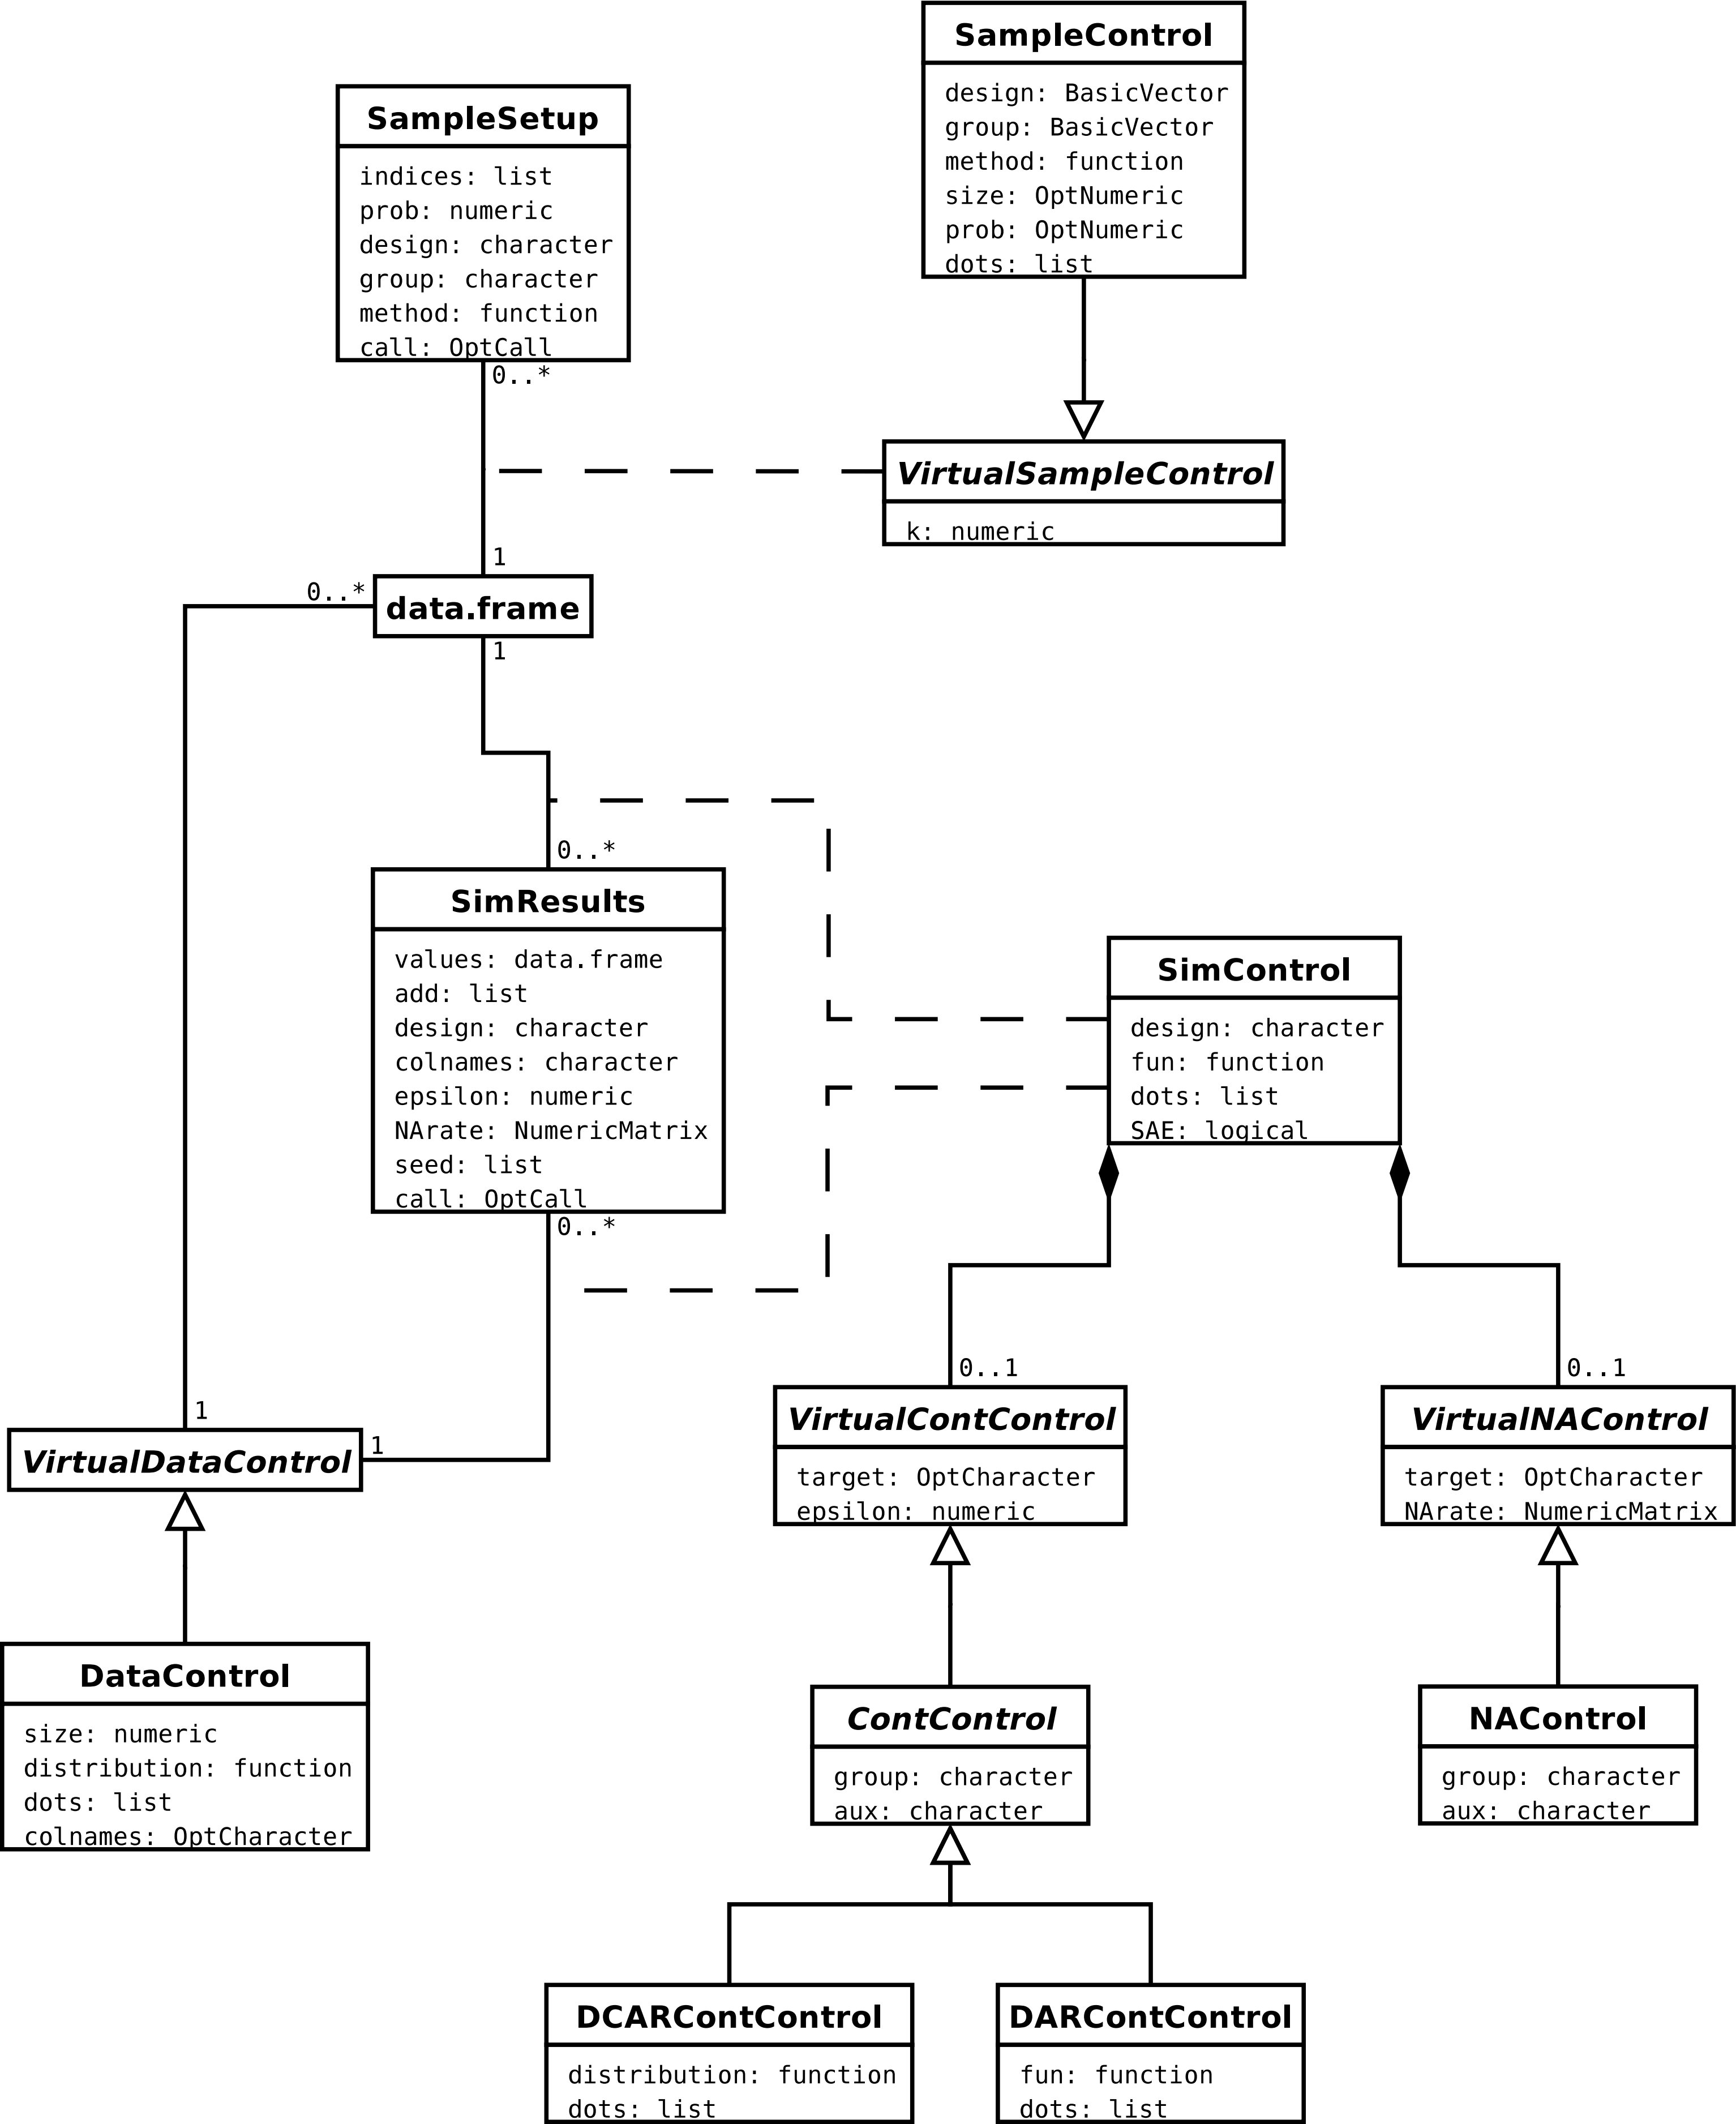 SampleControl
design: BasicVector
group: BasicVector
method: function
size: OptNumeric
prob: OptNumeric
dots: list
SampleSetup
indices: list
prob: numeric
design: character
group: character
method: function
call: OptCall
0..*
VirtualSampleControl
k: numeric
1
0..*
data.frame
1
0..*
SimResults
values: data.frame
add: list
design: character
colnames: character
epsilon: numeric
NArate: NumericMatrix
seed: list
call: OptCall
0..*
SimControl
design: character
fun: function
dots: list
SAE: logical
0..1
0..1
1
VirtualDataControl
1
VirtualContControl
target: OptCharacter
epsilon: numeric
VirtualNAControl
target: OptCharacter
NArate: NumericMatrix
DataControl
size: numeric
distribution: function
dots: list
colnames: OptCharacter
ContControl
group: character
aux: character
NAControl
group: character
aux: character
DCARContControl
distribution: function
dots: list
DARContControl
fun: function
dots: list